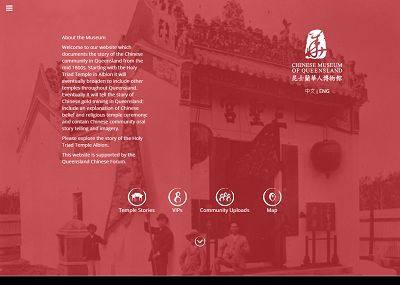 About the Museum
Welcome to our website which
documents the story of the Chinese
community in Queensland from the
mid 1800s. Starting with the Holy
Triad Temple in Albion it will
eventually broaden to include other
temples throughout Queensland.
Eventually it will tell the story of
Chinese gold mining in Queensland;
include an explanation of Chinese
belief and religious temple ceremony;
and contain Chinese community oral
story telling and imagery.
Please explore the story of the Holy
Triad Temple Albion.
This website is supported by the
Queensland Chinese Forum.
CHINESE MUSEUM
OF QUEENSLAND
昆士蘭華人博物館
中文 | ENG
Temple Stories
VIPs
Community Uploads
Map